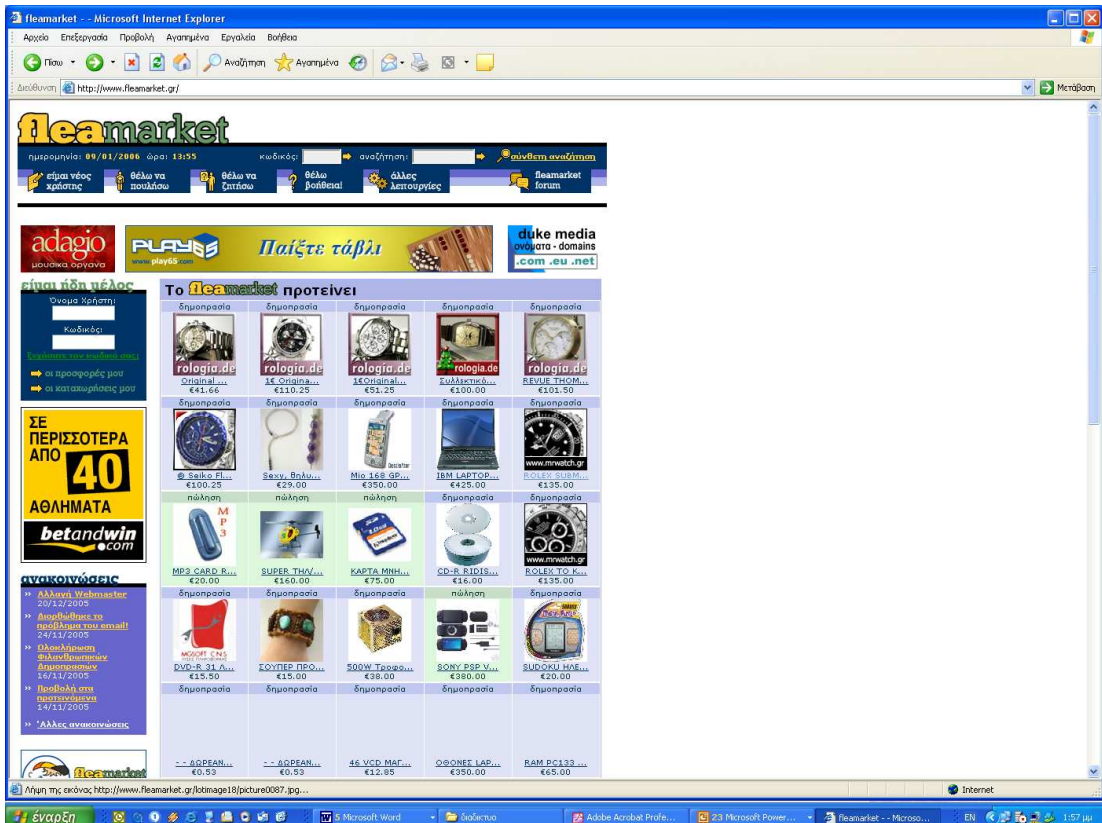 fleamarket - - Microsoft Internet Explorer
Αρχείο Επεξεργασία Προβολή Αγαπημένα Εργαλεία Βοήθεια
Πίσω Αναζήτηση Αγαπημένα
Διεύθυνση http://www.fleamarket.gr/ Μετάβαση
fleamarket
ημερομηνία: 09/01/2006 ώρα: 13:55 κωδικός: αναζήτηση: σύνθετη αναζήτηση
είμαι νέος χρήστης
θέλω να πουλήσω
θέλω να ζητήσω
θέλω βοήθεια!
άλλες λειτουργίες
fleamarket forum
adagio
μουσικα οργανα
PLAY65
www.play65.com
Παίξτε τάβλι
duke media
ονόματα - domains
.com .eu .net
είμαι ήδη μέλος
Όνομα Χρήστη:
Κωδικός:
Ξεχάσατε τον κωδικό σας;
οι προσφορές μου
οι καταχωρήσεις μου
ΣΕ
ΠΕΡΙΣΣΟΤΕΡΑ
ΑΠΟ 40
ΑΘΛΗΜΑΤΑ
betandwin
.com
ανακοινώσεις
» Αλλαγή Webmaster
20/12/2005
» Διορθώθηκε το
πρόβλημα του email!
24/11/2005
» Ολοκλήρωση
Φιλανθρωπικών
Δημοπρασιών
16/11/2005
» Προβολή στα
προτεινόμενα
14/11/2005
» 'Αλλες ανακοινώσεις
fleamarket
Το fleamarket προτείνει
δημοπρασία δημοπρασία δημοπρασία δημοπρασία δημοπρασία
rologia.de rologia.de rologia.de rologia.de rologia.de
Original ... 1€ Origina... 1€Original... Συλλεκτικό... REVUE THOM...
€41.66 €110.25 €51.25 €100.00 €101.50
δημοπρασία δημοπρασία δημοπρασία δημοπρασία δημοπρασία
www.mrwatch.gr
@ Seiko Fl... Sexy, θηλυ... Mio 168 GP... IBM LAPTOP... ROLEX SUBM...
€100.25 €29.00 €350.00 €425.00 €135.00
πώληση πώληση πώληση δημοπρασία δημοπρασία
MP3
www.mrwatch.gr
MP3 CARD R... SUPER ΤΗΛ/... ΚΑΡΤΑ ΜΝΗ... CD-R RIDIS... ROLEX TO K...
€20.00 €160.00 €75.00 €16.00 €135.00
δημοπρασία δημοπρασία δημοπρασία πώληση δημοπρασία
MGSOFT C.N.S
DVD-R 31 Λ... ΣΟΥΠΕΡ ΠΡΟ... 500W Τροφο... SONY PSP V... SUDOKU ΗΛΕ...
€15.50 €15.00 €38.00 €380.00 €20.00
δημοπρασία δημοπρασία δημοπρασία δημοπρασία δημοπρασία
- - ΔΩΡΕΑΝ... - - ΔΩΡΕΑΝ... 46 VCD ΜΑΓ... ΟΘΟΝΕΣ LAP... RAM PC133 ...
€0.53 €0.53 €12.85 €350.00 €65.00
Λήψη της εικόνας http://www.fleamarket.gr/lotimage18/picture0087.jpg... Internet
έναρξη 5 Microsoft Word διαδικτυο Adobe Acrobat Profe... 23 Microsoft Power... fleamarket - - Microso... EN 1:57 μμ